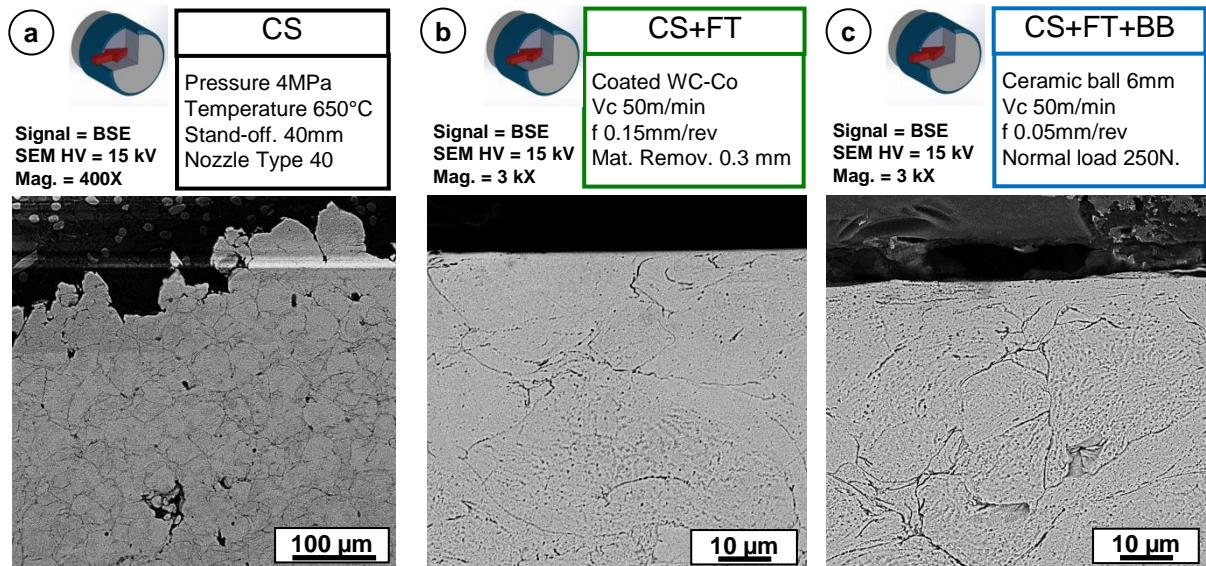 a
CS
Pressure 4MPa
Temperature 650°C
Stand-off. 40mm
Nozzle Type 40
Signal = BSE
SEM HV = 15 kV
Mag. = 400X
100 µm
b
CS+FT
Coated WC-Co
Vc 50m/min
f 0.15mm/rev
Mat. Remov. 0.3 mm
Signal = BSE
SEM HV = 15 kV
Mag. = 3 kX
10 µm
c
CS+FT+BB
Ceramic ball 6mm
Vc 50m/min
f 0.05mm/rev
Normal load 250N.
Signal = BSE
SEM HV = 15 kV
Mag. = 3 kX
10 µm